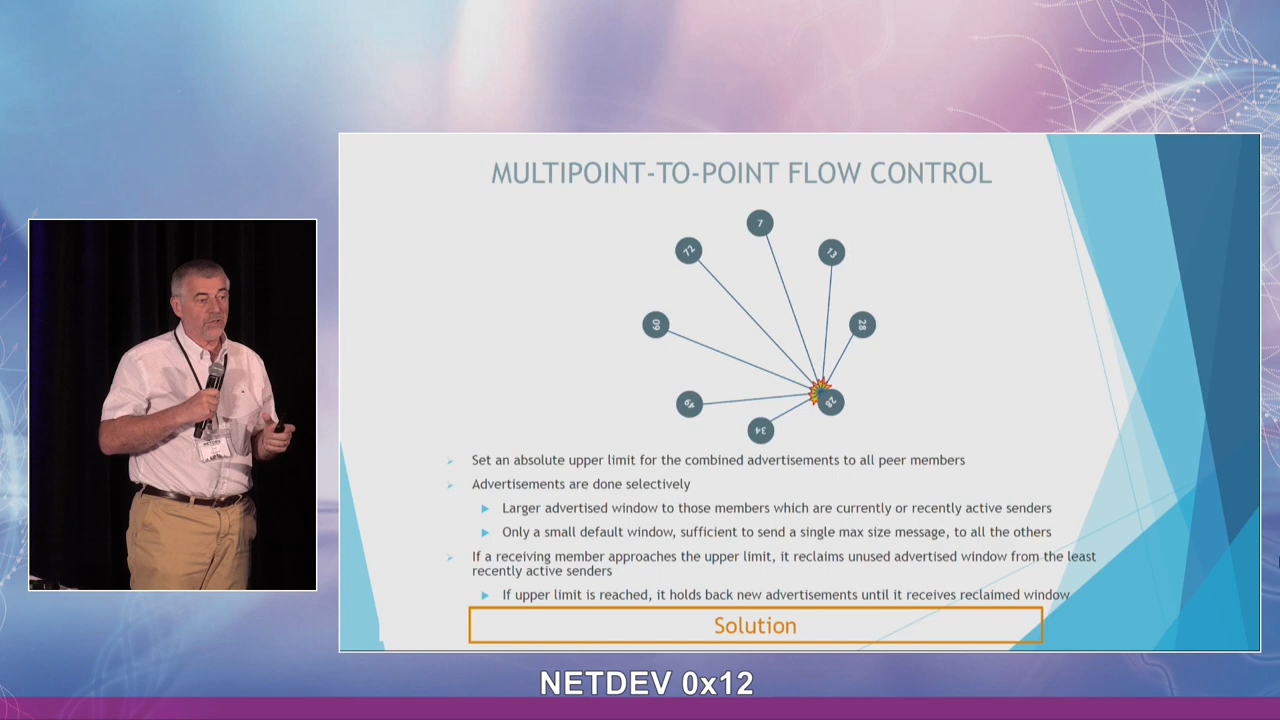 MULTIPOINT-TO-POINT FLOW CONTROL
7
72
13
60
28
49
28
34
Set an absolute upper limit for the combined advertisements to all peer members
Advertisements are done selectively
Larger advertised window to those members which are currently or recently active senders
Only a small default window, sufficient to send a single max size message, to all the others
If a receiving member approaches the upper limit, it reclaims unused advertised window from the least
recently active senders
If upper limit is reached, it holds back new advertisements until it receives reclaimed window
Solution
NETDEV
NETDEV 0x12